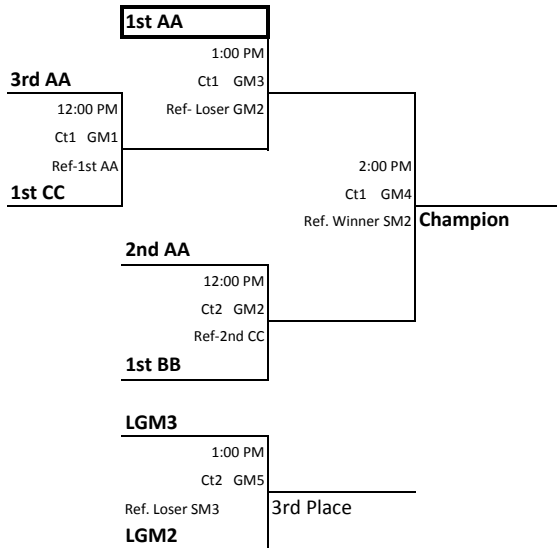 1st AA
1:00 PM
3rd AA
Ct1 GM3
12:00 PM
Ref- Loser GM2
Ct1 GM1
Ref-1st AA
2:00 PM
1st CC
Ct1 GM4
Ref. Winner SM2
Champion
2nd AA
12:00 PM
Ct2 GM2
Ref-2nd CC
1st BB
LGM3
1:00 PM
Ct2 GM5
Ref. Loser SM3
3rd Place
LGM2